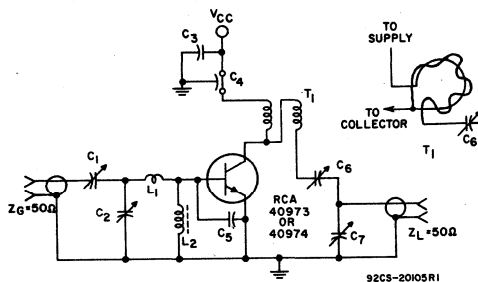 VCC
C3
C4
T1
TO
SUPPLY
TO
COLLECTOR
T1
C6
C1
L1
C2
L2
C5
RCA
40973
OR
40974
C6
C7
ZG=50Ω
ZL=50Ω
92CS-20105R1